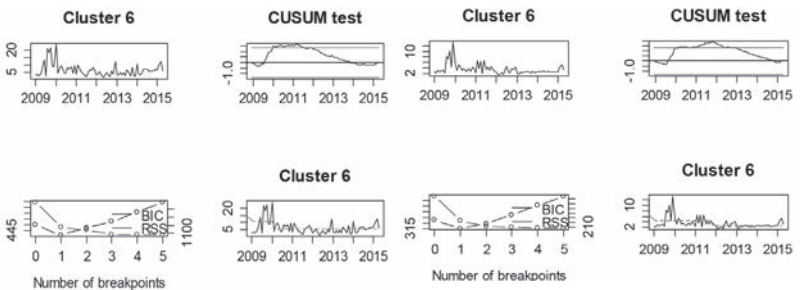 Cluster 6
CUSUM test
Cluster 6
CUSUM test
20
5
2009 2011 2013 2015
-1.0
2009 2011 2013 2015
10
2
2009 2011 2013 2015
-1.0
2009 2011 2013 2015
Cluster 6
Cluster 6
445
BIC
RSS
1100
0 1 2 3 4 5
Number of breakpoints
20
5
2009 2011 2013 2015
315
BIC
RSS
210
0 1 2 3 4 5
Number of breakpoints
10
2
2009 2011 2013 2015